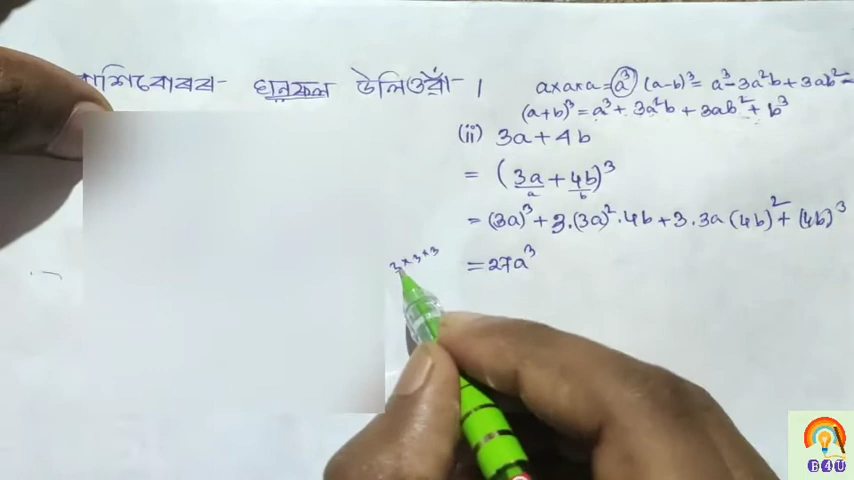 ঘনফল উলিওৱাঁ- ।
a×a×a=a³ (a-b)³= a³-3a²b+3ab²-
(a+b)³=a³+3a²b+3ab²+b³
(ii) 3a+4b
= (3a+4b)³
a b
= (3a)³+3.(3a)².4b+3.3a(4b)²+(4b)³
3×3×3
=27a³
B4U